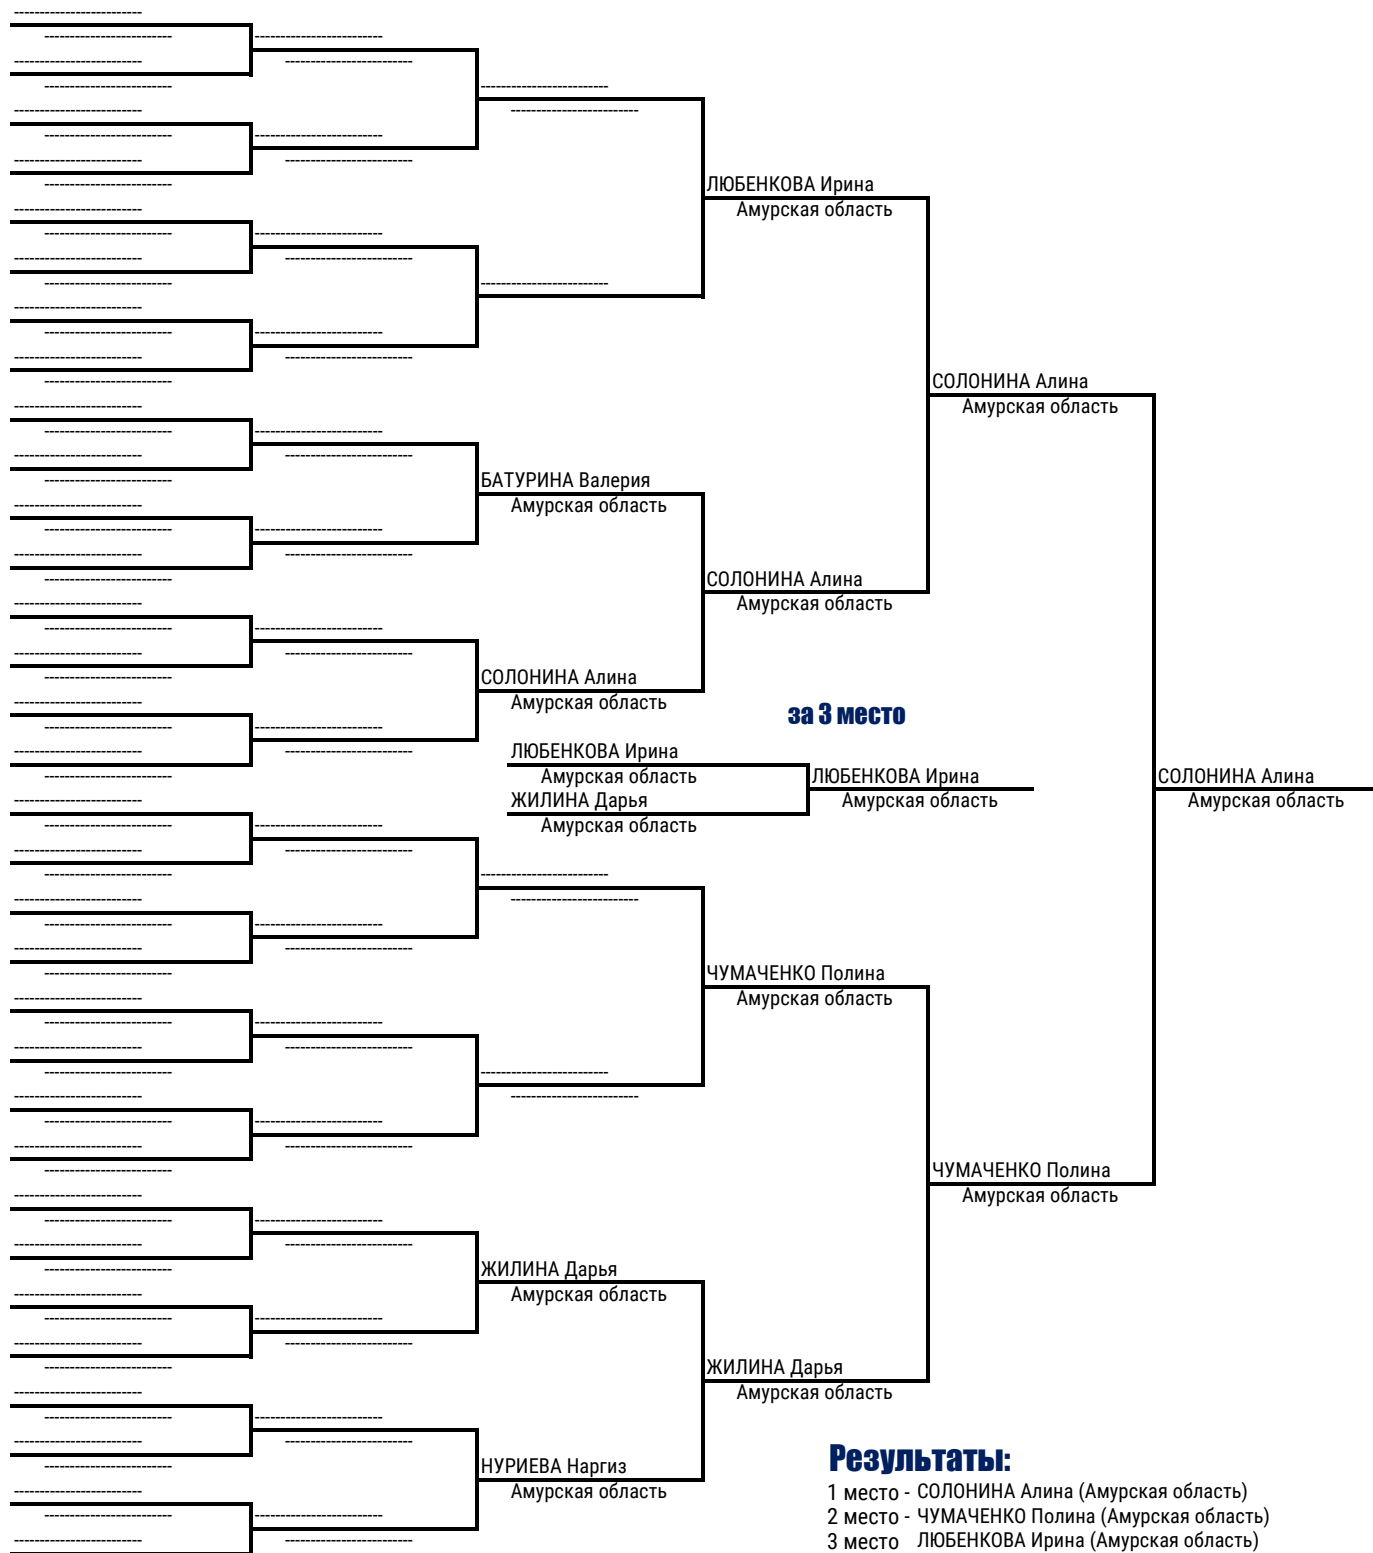 ЛЮБЕНКОВА Ирина
Амурская область
СОЛОНИНА Алина
Амурская область
БАТУРИНА Валерия
Амурская область
СОЛОНИНА Алина
Амурская область
СОЛОНИНА Алина
Амурская область
за 3 место
ЛЮБЕНКОВА Ирина
Амурская область
ЖИЛИНА Дарья
Амурская область
ЛЮБЕНКОВА Ирина
Амурская область
СОЛОНИНА Алина
Амурская область
ЧУМАЧЕНКО Полина
Амурская область
ЧУМАЧЕНКО Полина
Амурская область
ЖИЛИНА Дарья
Амурская область
ЖИЛИНА Дарья
Амурская область
НУРИЕВА Наргиз
Амурская область
Результаты:
1 место - СОЛОНИНА Алина (Амурская область)
2 место - ЧУМАЧЕНКО Полина (Амурская область)
3 место ЛЮБЕНКОВА Ирина (Амурская область)